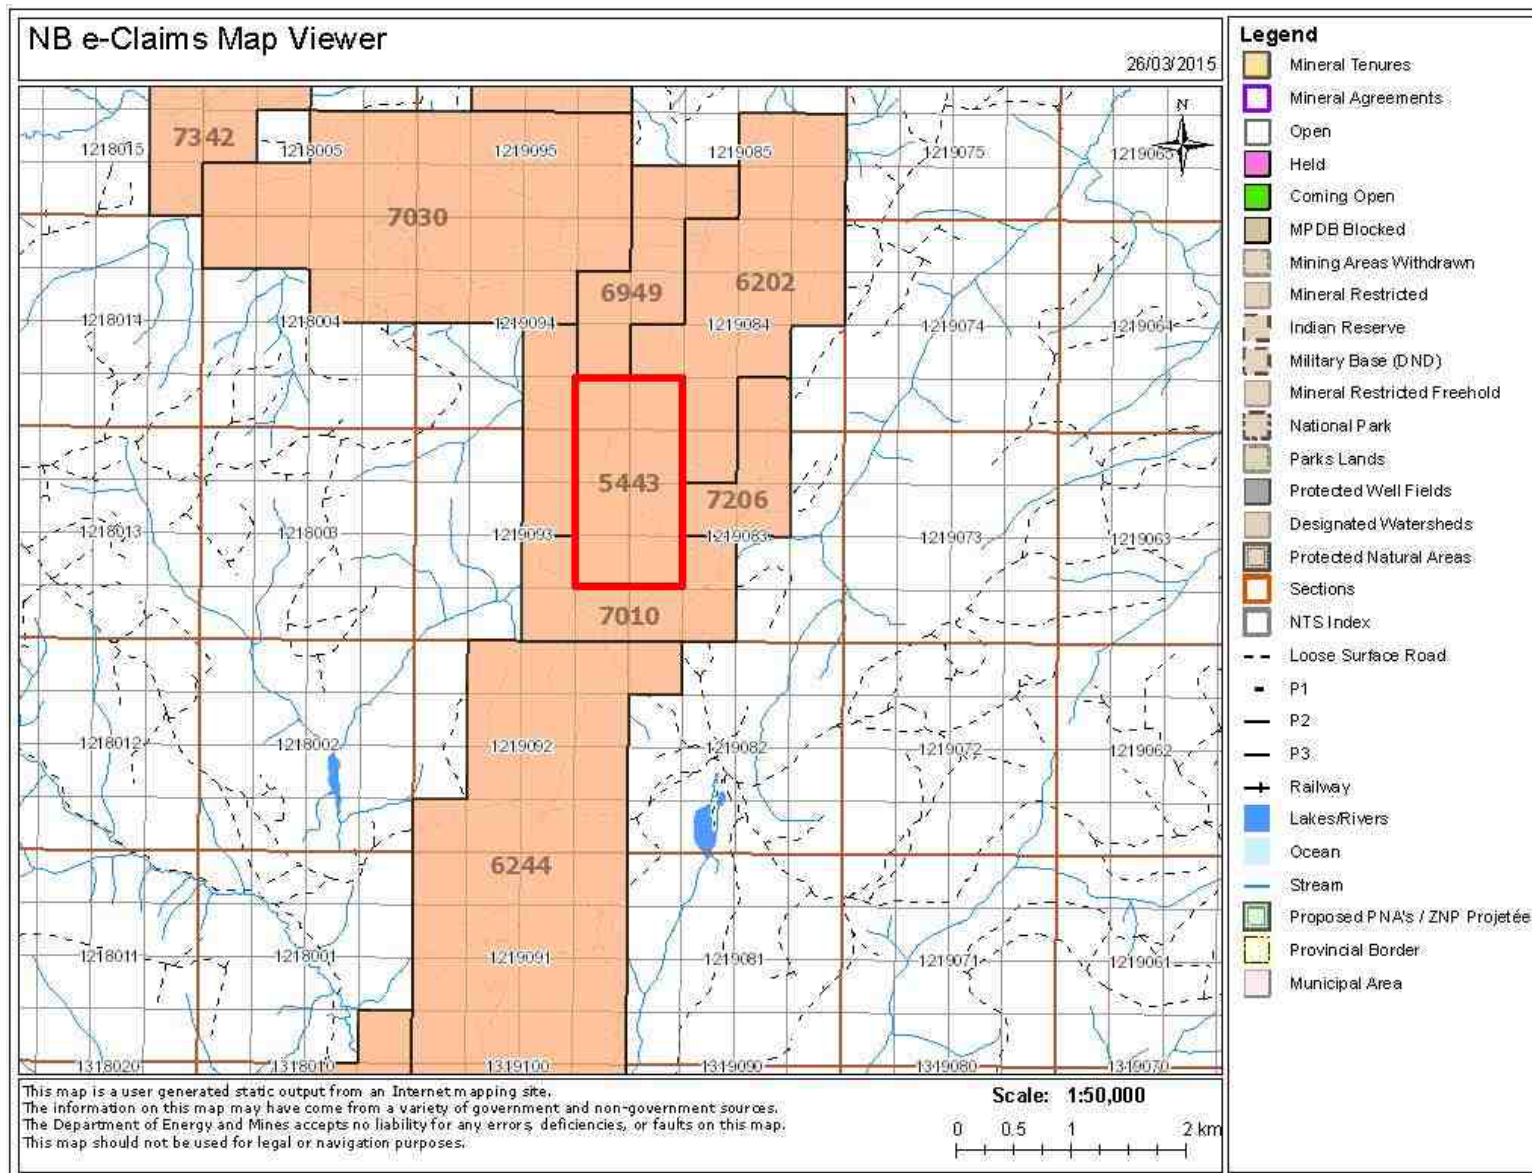 NB e-Claims Map Viewer
26/03/2015
N
7342
1218015
1218005
1219095
1219085
1219075
1219065
7030
6949
6202
1218014
1218004
1219094
1219084
1219074
1219064
5443
7206
1218013
1218003
1219093
1219083
1219073
1219063
7010
1218012
1218002
1219092
1219082
1219072
1219062
6244
1218011
1218001
1219091
1219081
1219071
1219061
1318020
1318010
1319100
1319090
1319080
1319070
This map is a user generated static output from an Internet mapping site.
The information on this map may have come from a variety of government and non-government sources.
The Department of Energy and Mines accepts no liability for any errors, deficiencies, or faults on this map.
This map should not be used for legal or navigation purposes.
Scale: 1:50,000
0 0.5 1 2 km
Legend
Mineral Tenures
Mineral Agreements
Open
Held
Coming Open
MPDB Blocked
Mining Areas Withdrawn
Mineral Restricted
Indian Reserve
Military Base (DND)
Mineral Restricted Freehold
National Park
Parks Lands
Protected Well Fields
Designated Watersheds
Protected Natural Areas
Sections
NTS Index
Loose Surface Road
P1
P2
P3
Railway
Lakes/Rivers
Ocean
Stream
Proposed PNA's / ZNP Projetée
Provincial Border
Municipal Area